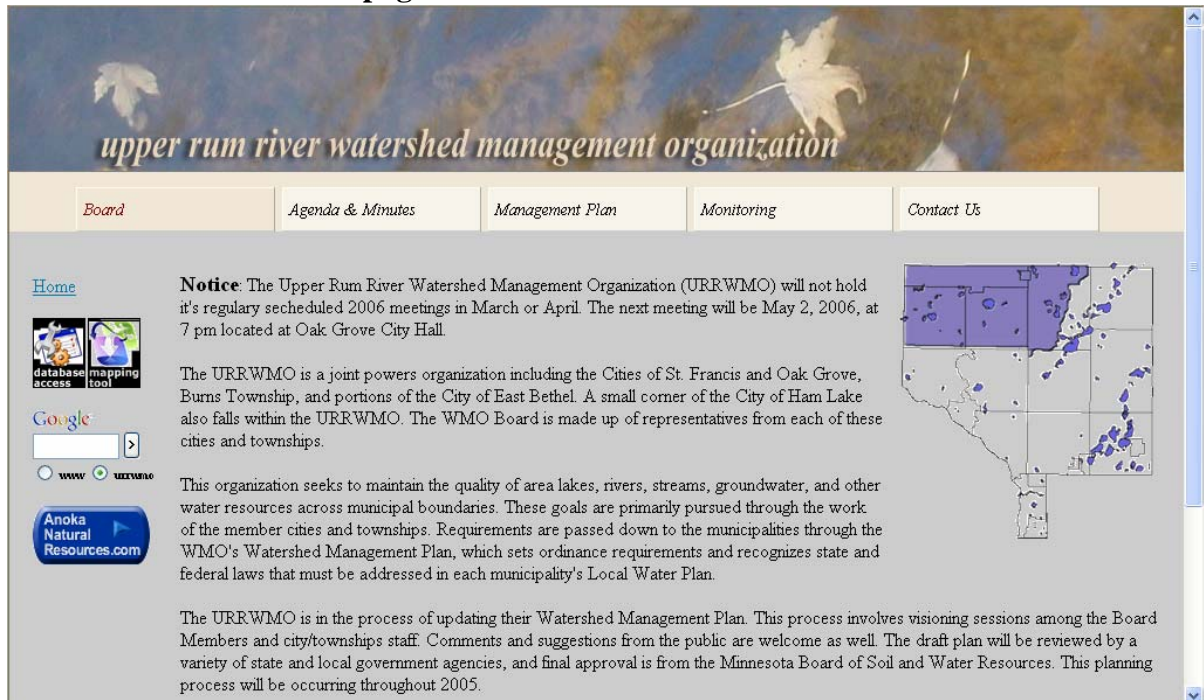 upper rum river watershed management organization
Board
Agenda & Minutes
Management Plan
Monitoring
Contact Us
Home
database access
mapping tool
Google
www
urrwmo
Anoka
Natural
Resources.com
Notice: The Upper Rum River Watershed Management Organization (URRWMO) will not hold
it's regulary secheduled 2006 meetings in March or April. The next meeting will be May 2, 2006, at
7 pm located at Oak Grove City Hall.
The URRWMO is a joint powers organization including the Cities of St. Francis and Oak Grove,
Burns Township, and portions of the City of East Bethel. A small corner of the City of Ham Lake
also falls within the URRWMO. The WMO Board is made up of representatives from each of these
cities and townships.
This organization seeks to maintain the quality of area lakes, rivers, streams, groundwater, and other
water resources across municipal boundaries. These goals are primarily pursued through the work
of the member cities and townships. Requirements are passed down to the municipalities through the
WMO's Watershed Management Plan, which sets ordinance requirements and recognizes state and
federal laws that must be addressed in each municipality's Local Water Plan.
The URRWMO is in the process of updating their Watershed Management Plan. This process involves visioning sessions among the Board
Members and city/townships staff. Comments and suggestions from the public are welcome as well. The draft plan will be reviewed by a
variety of state and local government agencies, and final approval is from the Minnesota Board of Soil and Water Resources. This planning
process will be occurring throughout 2005.